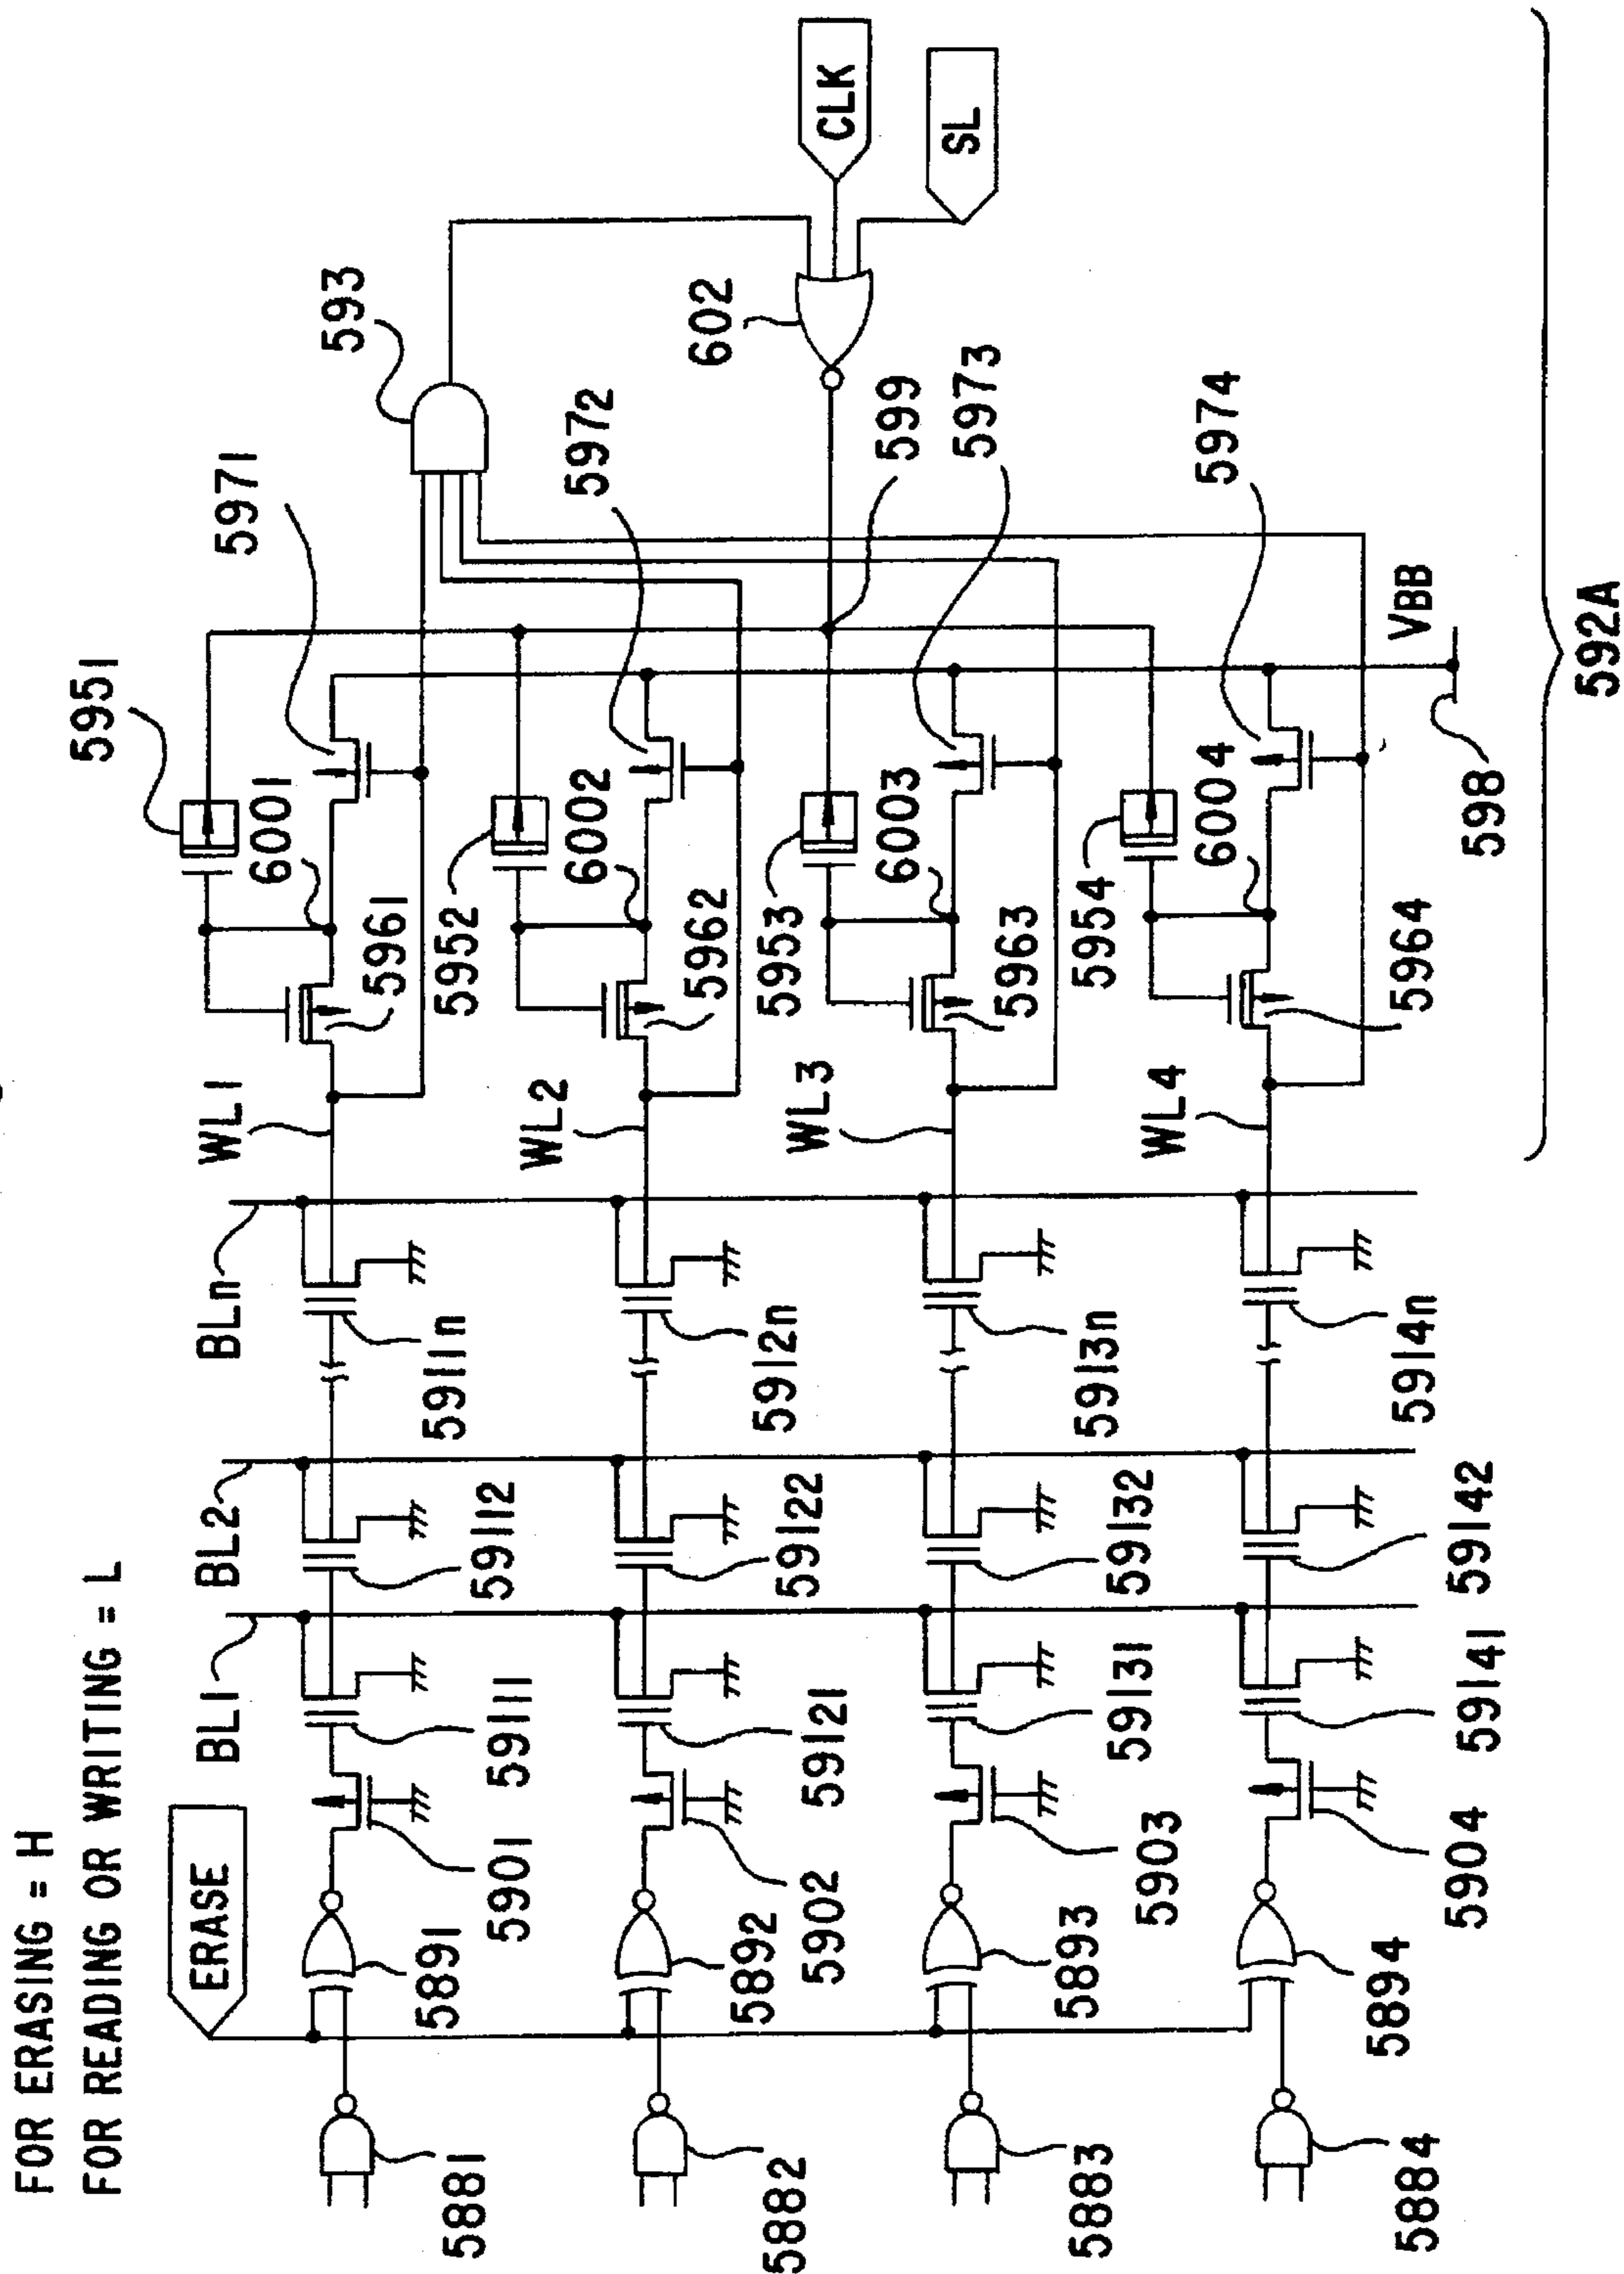 FOR ERASING = H
FOR READING OR WRITING = L
ERASE
BL1
BL2
BLn
WL1
5951
5971
593
5881
5891
5901
59111
59112
5911n
5961
6001
WL2
5952
6002
5972
602
CLK
SL
5882
5892
5902
59121
59122
5912n
5962
WL3
5953
6003
599
5973
5883
5893
5903
59131
59132
5913n
5963
WL4
5954
6004
5974
5884
5894
5904
59141
59142
5914n
5964
598
VBB
592A